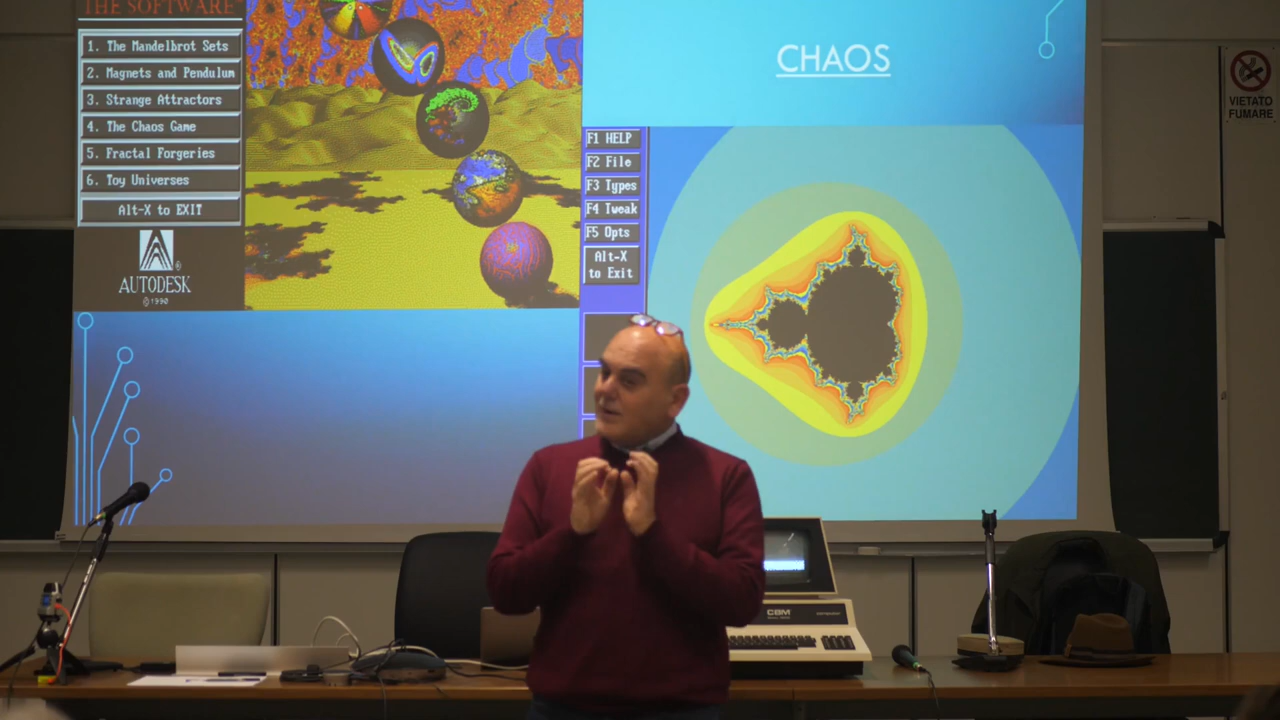 THE SOFTWARE
1. The Mandelbrot Sets
2. Magnets and Pendulum
3. Strange Attractors
4. The Chaos Game
5. Fractal Forgeries
6. Toy Universes
Alt-X to EXIT
AUTODESK
©1990
CHAOS
F1 HELP
F2 File
F3 Types
F4 Tweak
F5 Opts
Alt-X
to Exit
VIETATO
FUMARE
CBM